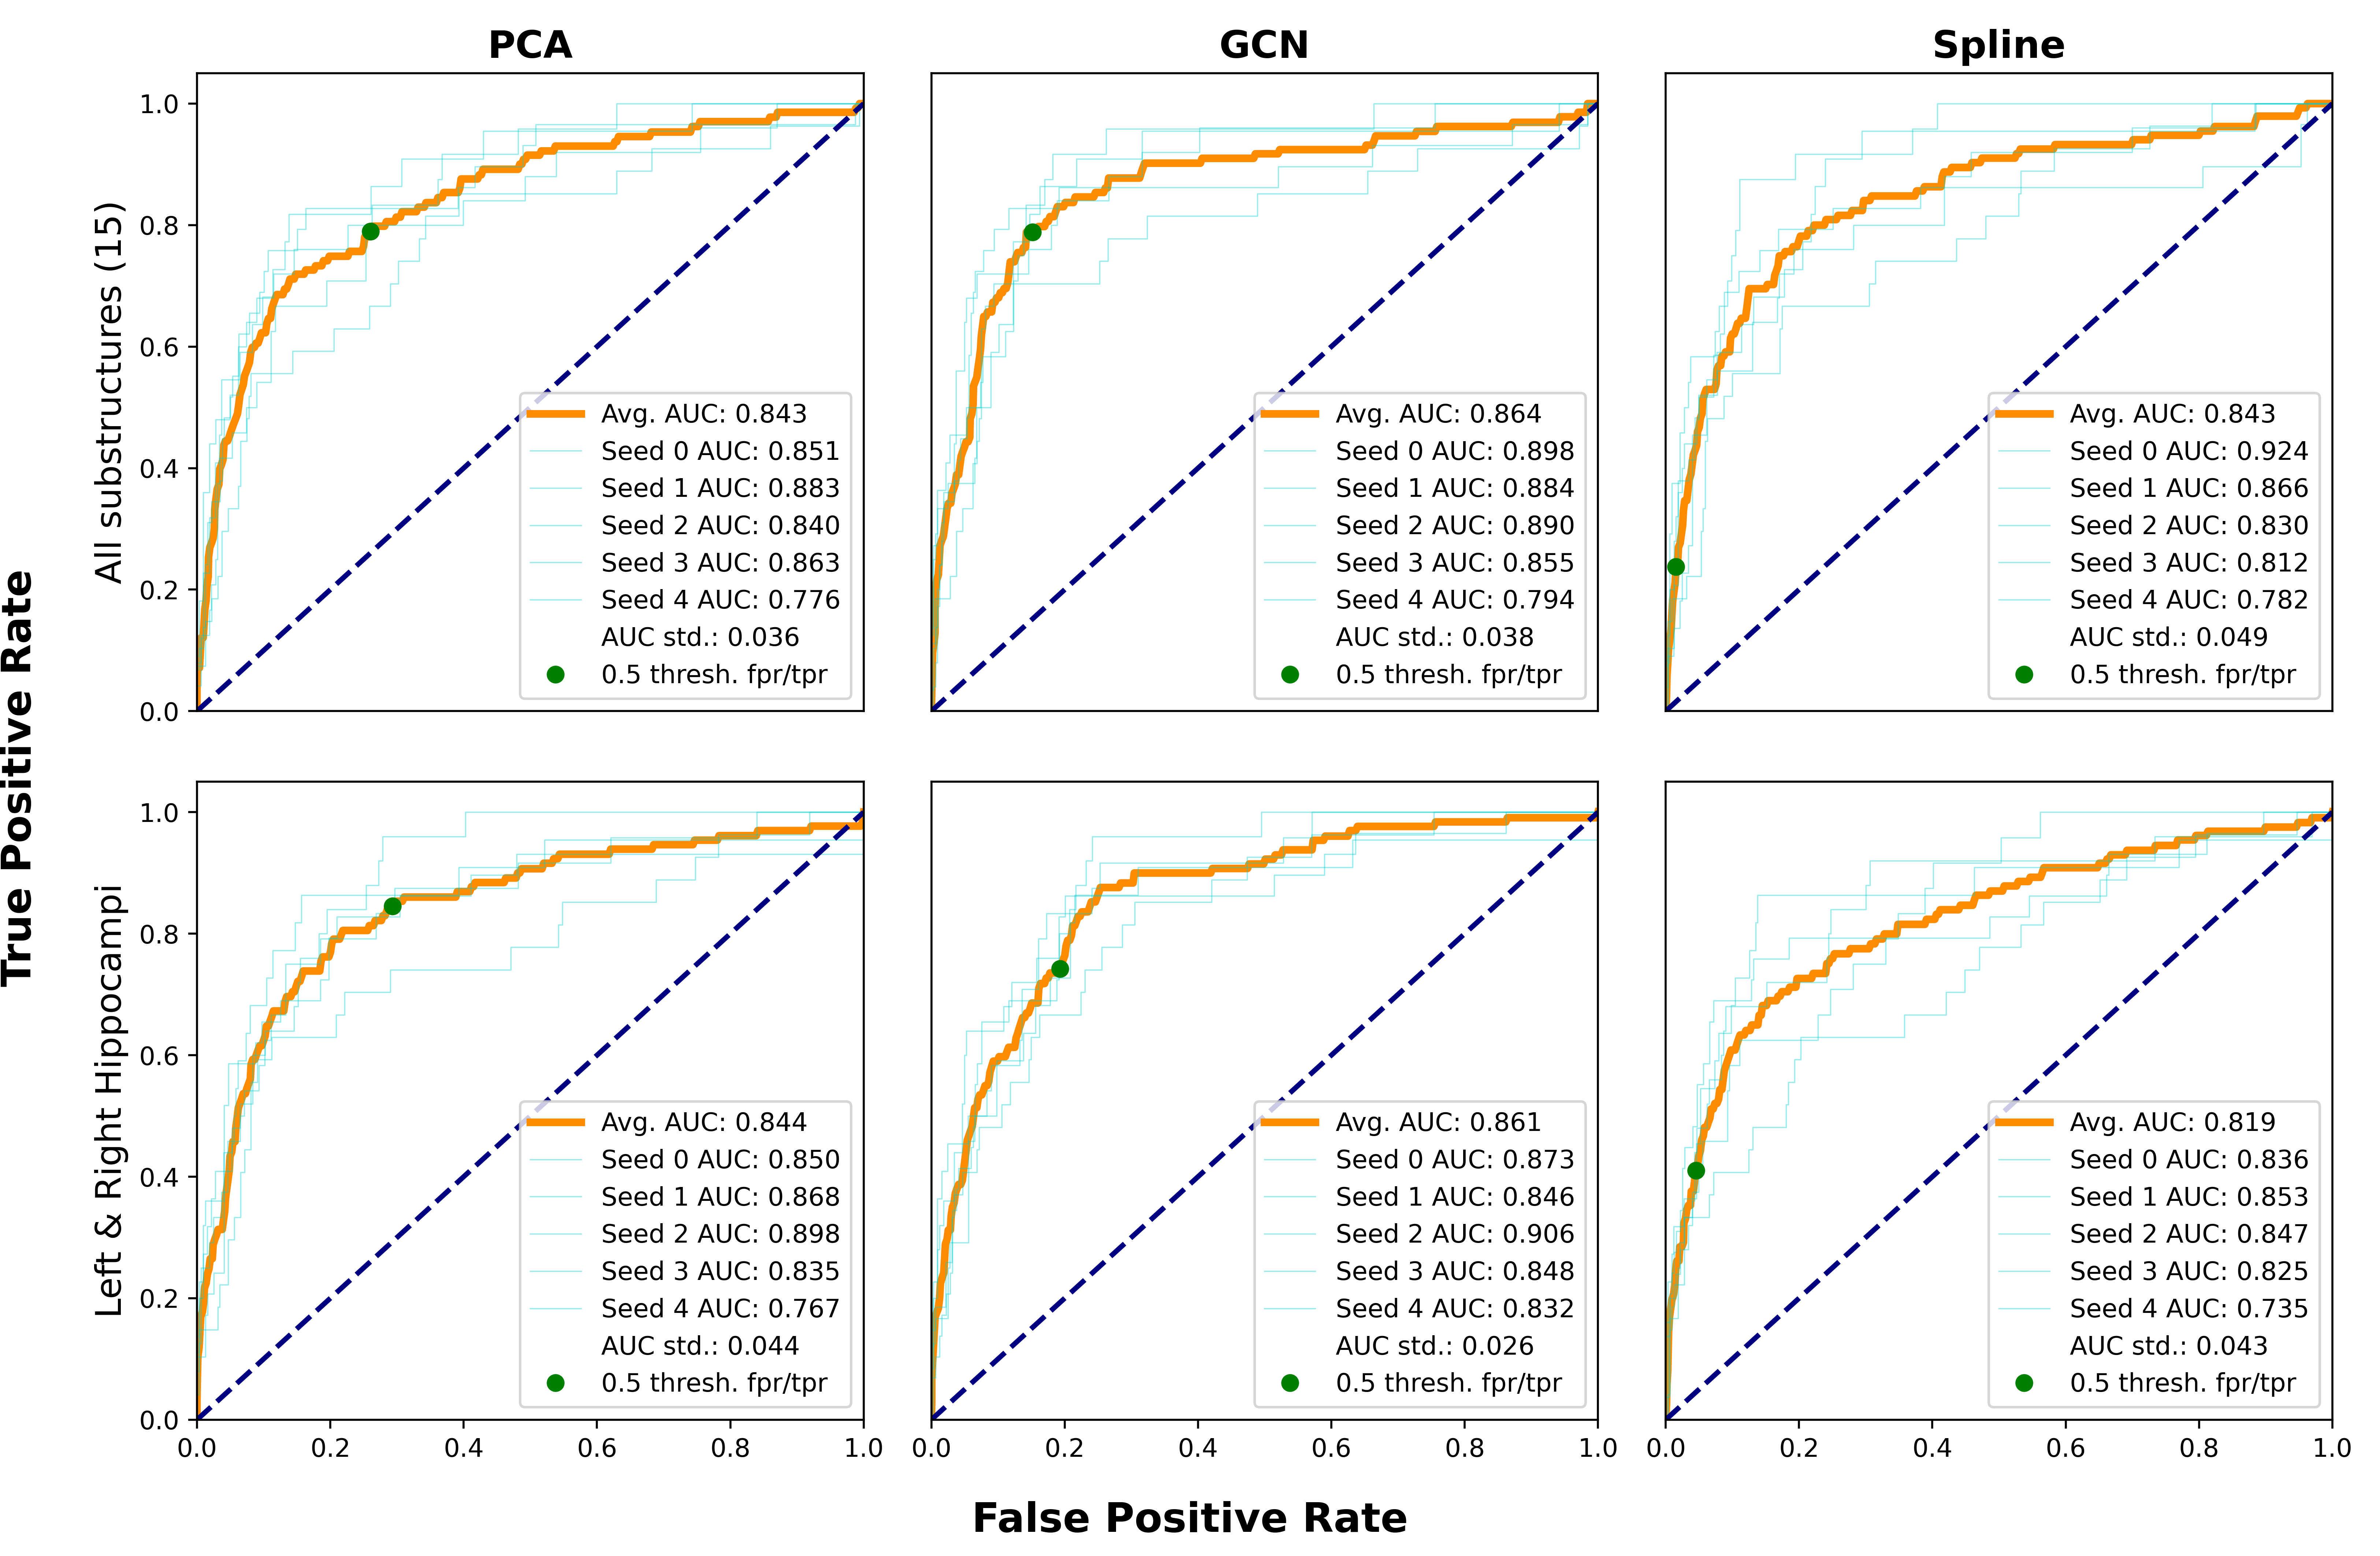 PCA
GCN
Spline
True Positive Rate
All substructures (15)
1.0
0.8
0.6
0.4
0.2
0.0
Avg. AUC: 0.843
Seed 0 AUC: 0.851
Seed 1 AUC: 0.883
Seed 2 AUC: 0.840
Seed 3 AUC: 0.863
Seed 4 AUC: 0.776
AUC std.: 0.036
0.5 thresh. fpr/tpr
Avg. AUC: 0.864
Seed 0 AUC: 0.898
Seed 1 AUC: 0.884
Seed 2 AUC: 0.890
Seed 3 AUC: 0.855
Seed 4 AUC: 0.794
AUC std.: 0.038
0.5 thresh. fpr/tpr
Avg. AUC: 0.843
Seed 0 AUC: 0.924
Seed 1 AUC: 0.866
Seed 2 AUC: 0.830
Seed 3 AUC: 0.812
Seed 4 AUC: 0.782
AUC std.: 0.049
0.5 thresh. fpr/tpr
Left & Right Hippocampi
1.0
0.8
0.6
0.4
0.2
0.0
Avg. AUC: 0.844
Seed 0 AUC: 0.850
Seed 1 AUC: 0.868
Seed 2 AUC: 0.898
Seed 3 AUC: 0.835
Seed 4 AUC: 0.767
AUC std.: 0.044
0.5 thresh. fpr/tpr
Avg. AUC: 0.861
Seed 0 AUC: 0.873
Seed 1 AUC: 0.846
Seed 2 AUC: 0.906
Seed 3 AUC: 0.848
Seed 4 AUC: 0.832
AUC std.: 0.026
0.5 thresh. fpr/tpr
Avg. AUC: 0.819
Seed 0 AUC: 0.836
Seed 1 AUC: 0.853
Seed 2 AUC: 0.847
Seed 3 AUC: 0.825
Seed 4 AUC: 0.735
AUC std.: 0.043
0.5 thresh. fpr/tpr
0.0 0.2 0.4 0.6 0.8 1.0
0.0 0.2 0.4 0.6 0.8 1.0
0.0 0.2 0.4 0.6 0.8 1.0
False Positive Rate